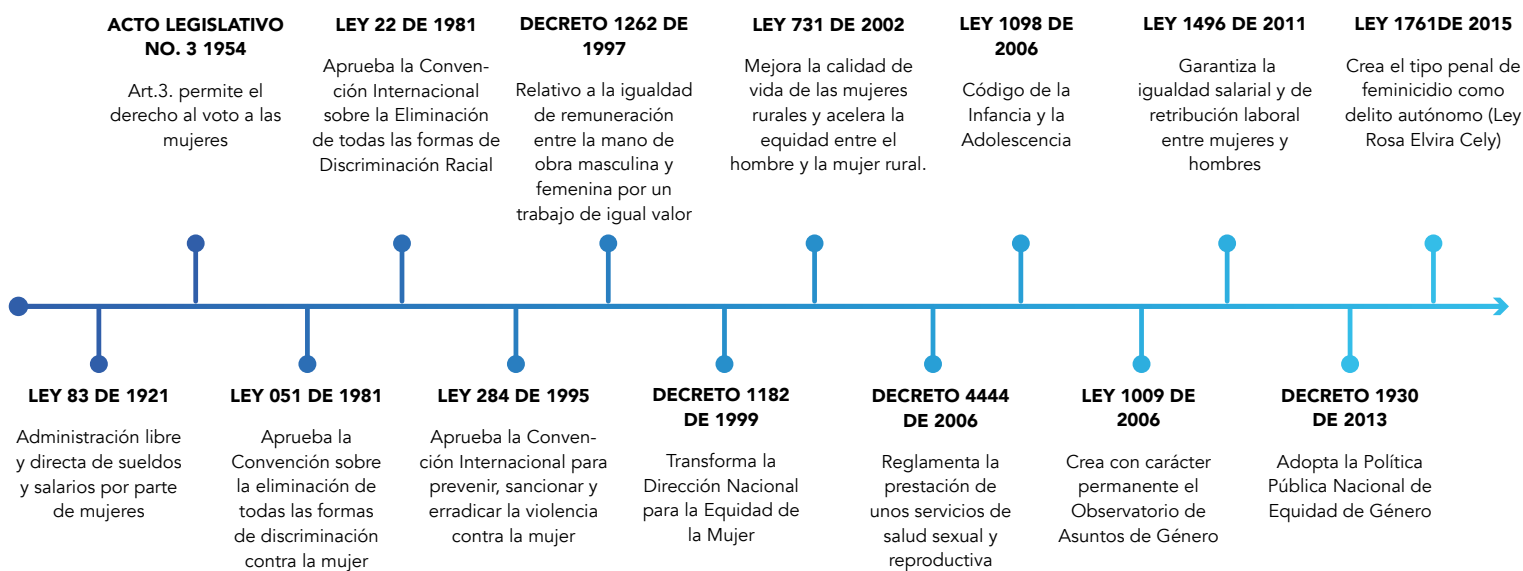 ACTO LEGISLATIVO
NO. 3 1954
Art.3. permite el
derecho al voto a las
mujeres
LEY 22 DE 1981
Aprueba la Conven-
ción Internacional
sobre la Eliminación
de todas las formas de
Discriminación Racial
DECRETO 1262 DE
1997
Relativo a la igualdad
de remuneración
entre la mano de
obra masculina y
femenina por un
trabajo de igual valor
LEY 731 DE 2002
Mejora la calidad de
vida de las mujeres
rurales y acelera la
equidad entre el
hombre y la mujer rural.
LEY 1098 DE
2006
Código de la
Infancia y la
Adolescencia
LEY 1496 DE 2011
Garantiza la
igualdad salarial y de
retribución laboral
entre mujeres y
hombres
LEY 1761DE 2015
Crea el tipo penal de
feminicidio como
delito autónomo (Ley
Rosa Elvira Cely)
LEY 83 DE 1921
Administración libre
y directa de sueldos
y salarios por parte
de mujeres
LEY 051 DE 1981
Aprueba la
Convención sobre
la eliminación de
todas las formas
de discriminación
contra la mujer
LEY 284 DE 1995
Aprueba la Conven-
ción Internacional para
prevenir, sancionar y
erradicar la violencia
contra la mujer
DECRETO 1182
DE 1999
Transforma la
Dirección Nacional
para la Equidad de
la Mujer
DECRETO 4444
DE 2006
Reglamenta la
prestación de
unos servicios de
salud sexual y
reproductiva
LEY 1009 DE
2006
Crea con carácter
permanente el
Observatorio de
Asuntos de Género
DECRETO 1930
DE 2013
Adopta la Política
Pública Nacional de
Equidad de Género